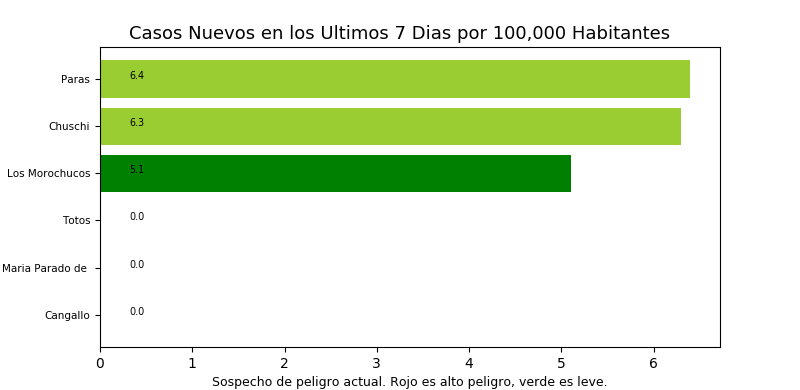 Casos Nuevos en los Ultimos 7 Dias por 100,000 Habitantes
Paras 6.4
Chuschi 6.3
Los Morochucos 5.1
Totos 0.0
Maria Parado de 0.0
Cangallo 0.0
0 1 2 3 4 5 6
Sospecho de peligro actual. Rojo es alto peligro, verde es leve.